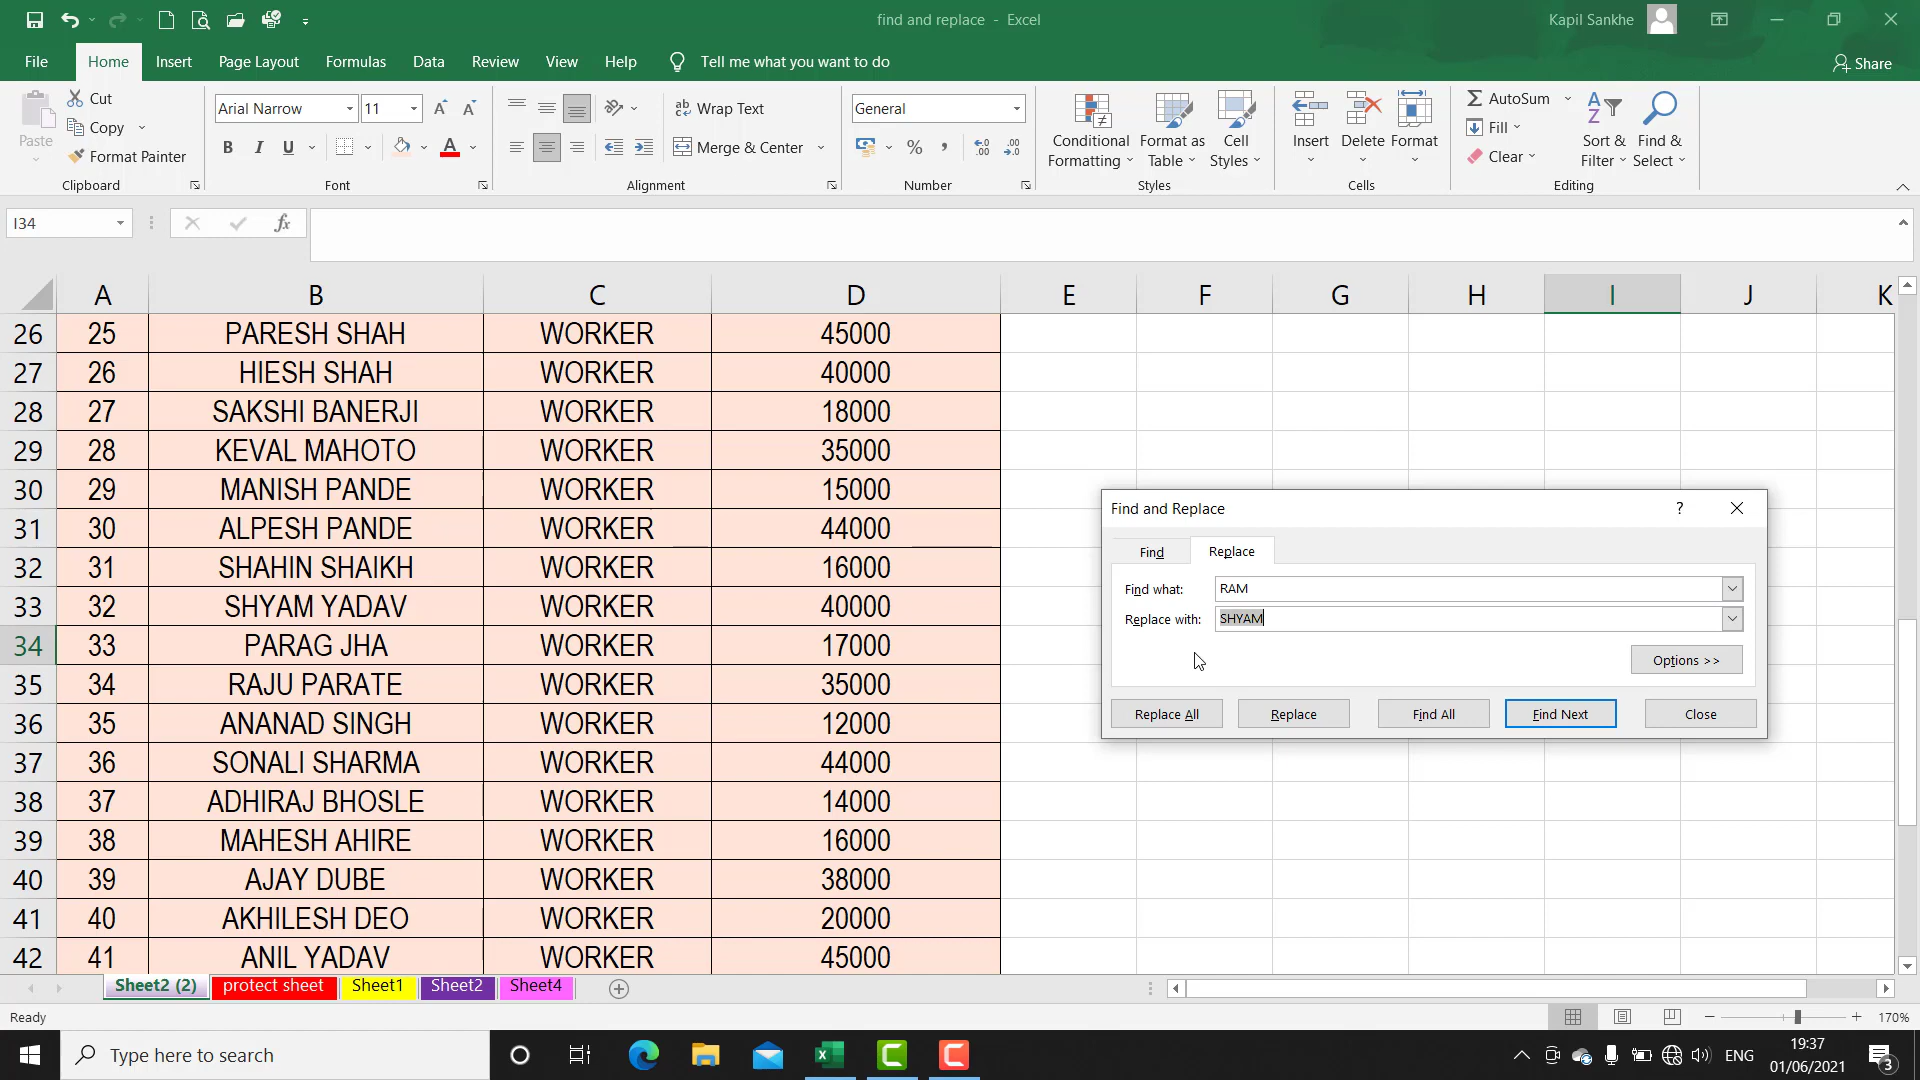 find and replace - Excel
Kapil Sankhe
File Home Insert Page Layout Formulas Data Review View Help Tell me what you want to do Share
Paste
Cut
Copy
Format Painter
Clipboard
Arial Narrow 11
B I U
Font
Wrap Text
Merge & Center
Alignment
General
% ,
Number
Conditional Formatting
Format as Table
Cell Styles
Styles
Insert
Delete
Format
Cells
AutoSum
Fill
Clear
Sort & Filter
Find & Select
Editing
I34
fx
A B C D E F G H I J K
26 25 PARESH SHAH WORKER 45000
27 26 HIESH SHAH WORKER 40000
28 27 SAKSHI BANERJI WORKER 18000
29 28 KEVAL MAHOTO WORKER 35000
30 29 MANISH PANDE WORKER 15000
31 30 ALPESH PANDE WORKER 44000
32 31 SHAHIN SHAIKH WORKER 16000
33 32 SHYAM YADAV WORKER 40000
34 33 PARAG JHA WORKER 17000
35 34 RAJU PARATE WORKER 35000
36 35 ANANAD SINGH WORKER 12000
37 36 SONALI SHARMA WORKER 44000
38 37 ADHIRAJ BHOSLE WORKER 14000
39 38 MAHESH AHIRE WORKER 16000
40 39 AJAY DUBE WORKER 38000
41 40 AKHILESH DEO WORKER 20000
42 41 ANIL YADAV WORKER 45000
Find and Replace ?
Find Replace
Find what: RAM
Replace with: SHYAM
Options >>
Replace All Replace Find All Find Next Close
Sheet2 (2) protect sheet Sheet1 Sheet2 Sheet4
Ready
170%
Type here to search
ENG
19:37
01/06/2021
3